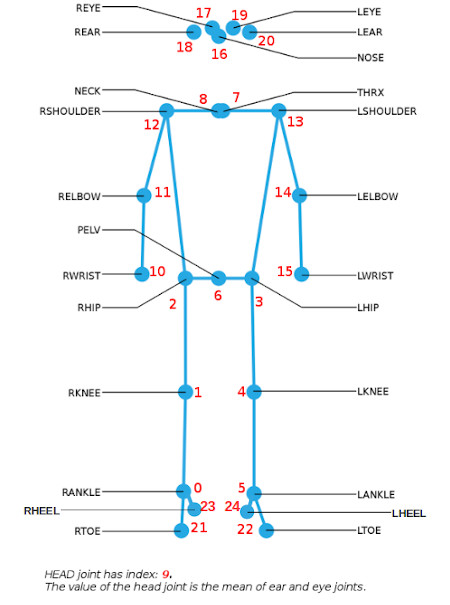 REYE 17 19 LEYE
REAR 18 16 20 LEAR
NOSE
NECK 8 7 THRX
RSHOULDER 12 13 LSHOULDER
RELBOW 11 14 LELBOW
PELV
RWRIST 10 6 15 LWRIST
RHIP 2 3 LHIP
RKNEE 1 4 LKNEE
RANKLE 0 5 LANKLE
RHEEL 23 24 LHEEL
RTOE 21 22 LTOE
HEAD joint has index: 9.
The value of the head joint is the mean of ear and eye joints.